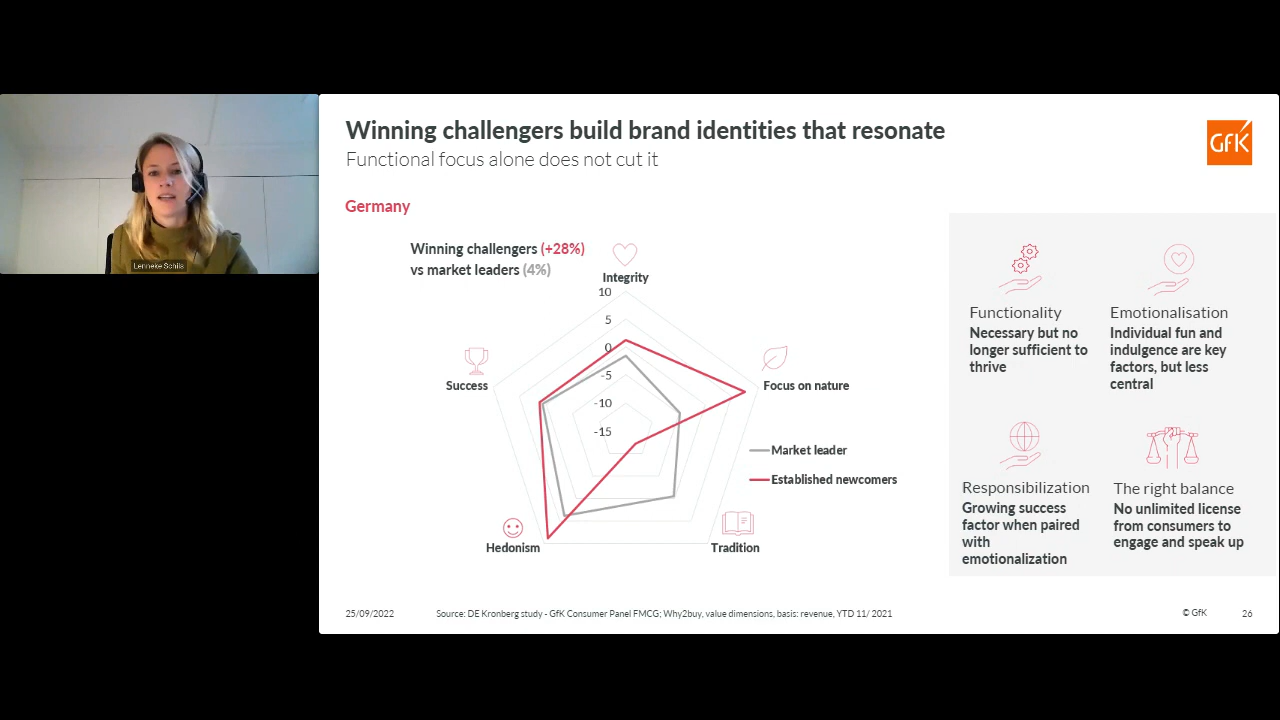 Winning challengers build brand identities that resonate
Functional focus alone does not cut it
GfK
Germany
Winning challengers (+28%)
vs market leaders (4%)
Integrity
10
5
0
-5
-10
-15
Success
Focus on nature
Hedonism
Tradition
Market leader
Established newcomers
Functionality
Necessary but no
longer sufficient to
thrive
Emotionalisation
Individual fun and
indulgence are key
factors, but less
central
Responsibilization
Growing success
factor when paired
with
emotionalization
The right balance
No unlimited license
from consumers to
engage and speak up
Lenneke Schils
25/09/2022
Source: DE Kronberg study - GfK Consumer Panel FMCG; Why2buy, value dimensions, basis: revenue, YTD 11/ 2021
© GfK
26